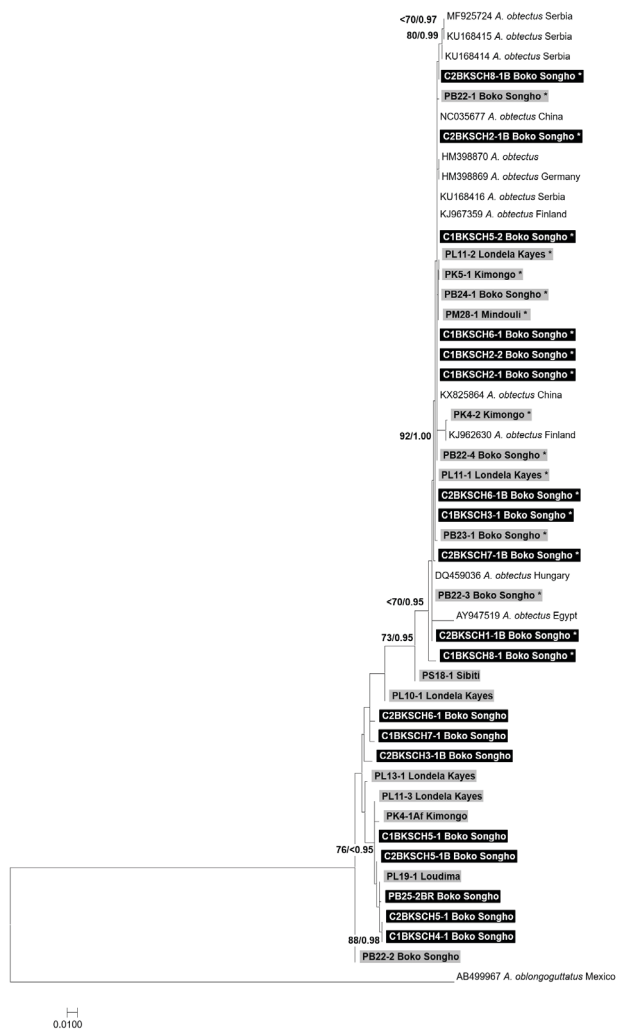 <70/0.97
MF925724 A. obtectus Serbia
80/0.99
KU168415 A. obtectus Serbia
KU168414 A. obtectus Serbia
C2BKSCH8-1B Boko Songho *
PB22-1 Boko Songho *
NC035677 A. obtectus China
C2BKSCH2-1B Boko Songho *
HM398870 A. obtectus
HM398869 A. obtectus Germany
KU168416 A. obtectus Serbia
KJ967359 A. obtectus Finland
C1BKSCH5-2 Boko Songho *
PL11-2 Londela Kayes *
PK5-1 Kimongo *
PB24-1 Boko Songho *
PM28-1 Mindouli *
C1BKSCH6-1 Boko Songho *
C1BKSCH2-2 Boko Songho *
C1BKSCH2-1 Boko Songho *
KX825864 A. obtectus China
PK4-2 Kimongo *
92/1.00
KJ962630 A. obtectus Finland
PB22-4 Boko Songho *
PL11-1 Londela Kayes *
C2BKSCH6-1B Boko Songho *
C1BKSCH3-1 Boko Songho *
PB23-1 Boko Songho *
C2BKSCH7-1B Boko Songho *
DQ459036 A. obtectus Hungary
PB22-3 Boko Songho *
<70/0.95
AY947519 A. obtectus Egypt
C2BKSCH1-1B Boko Songho *
73/0.95
C1BKSCH8-1 Boko Songho *
PS18-1 Sibiti
PL10-1 Londela Kayes
C2BKSCH6-1 Boko Songho
C1BKSCH7-1 Boko Songho
C2BKSCH3-1B Boko Songho
PL13-1 Londela Kayes
PL11-3 Londela Kayes
PK4-1Af Kimongo
C1BKSCH5-1 Boko Songho
76/<0.95
C2BKSCH5-1B Boko Songho
PL19-1 Loudima
PB25-2BR Boko Songho
C2BKSCH5-1 Boko Songho
88/0.98
C1BKSCH4-1 Boko Songho
PB22-2 Boko Songho
AB499967 A. oblongoguttatus Mexico
0.0100